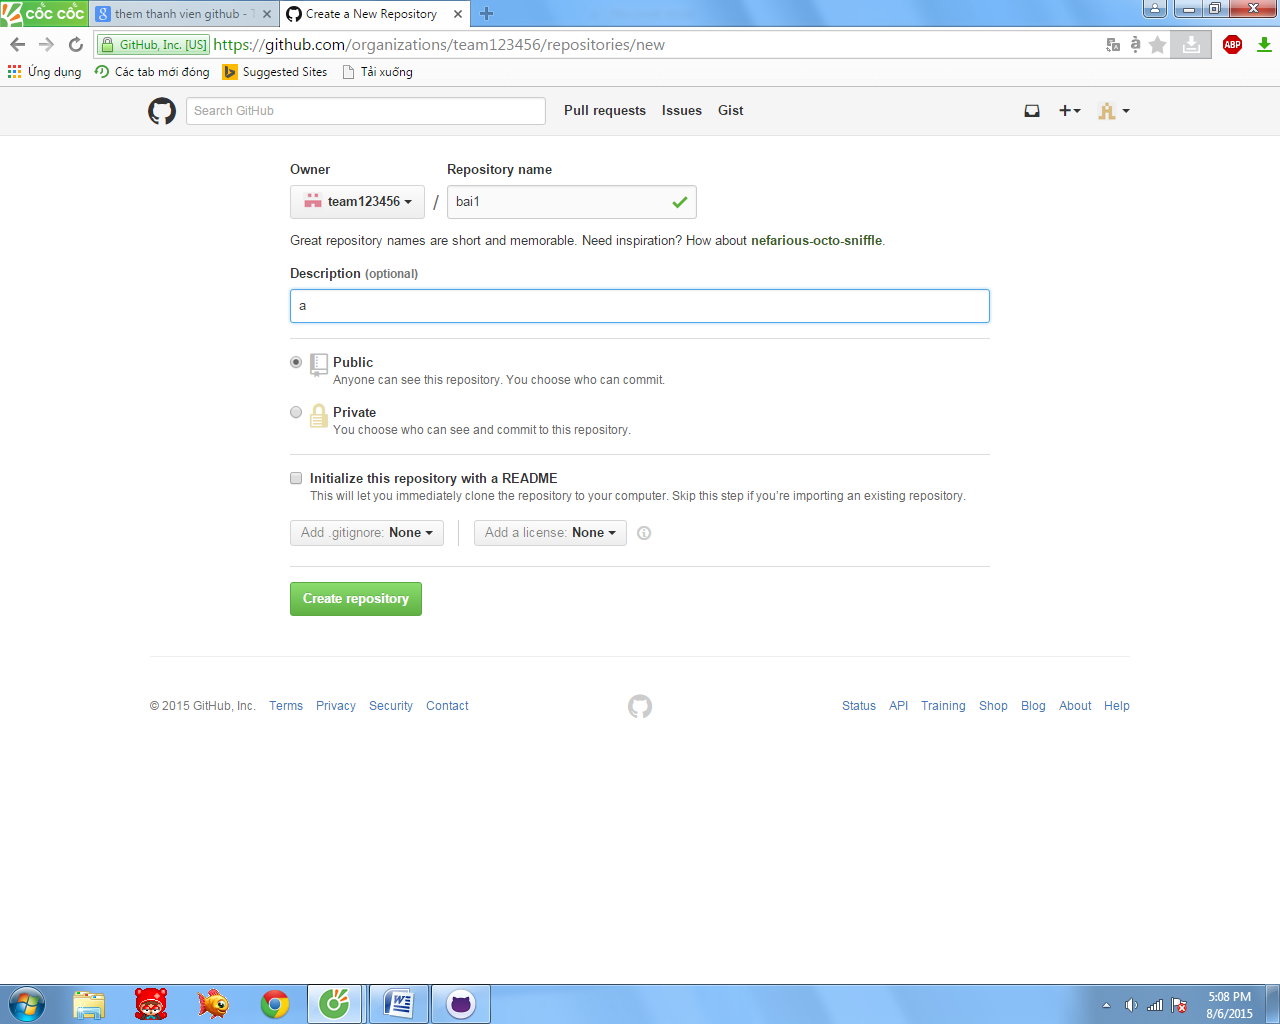 cốc cốc
them thanh vien github - T
Create a New Repository
GitHub, Inc. [US] https://github.com/organizations/team123456/repositories/new
ABP
Ứng dụng Các tab mới đóng Suggested Sites Tải xuống
Search GitHub Pull requests Issues Gist
Owner Repository name
team123456 / bai1
Great repository names are short and memorable. Need inspiration? How about nefarious-octo-sniffle.
Description (optional)
a
Public
Anyone can see this repository. You choose who can commit.
Private
You choose who can see and commit to this repository.
Initialize this repository with a README
This will let you immediately clone the repository to your computer. Skip this step if you're importing an existing repository.
Add .gitignore: None Add a license: None
Create repository
© 2015 GitHub, Inc. Terms Privacy Security Contact Status API Training Shop Blog About Help
5:08 PM
8/6/2015